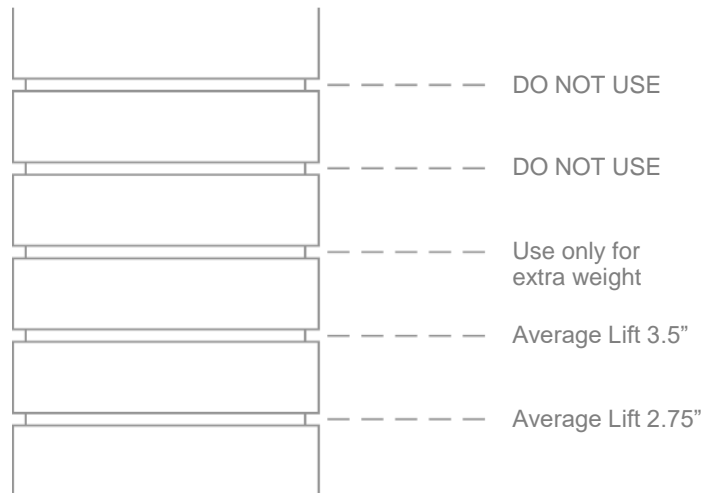 DO NOT USE
DO NOT USE
Use only for
extra weight
Average Lift 3.5”
Average Lift 2.75”